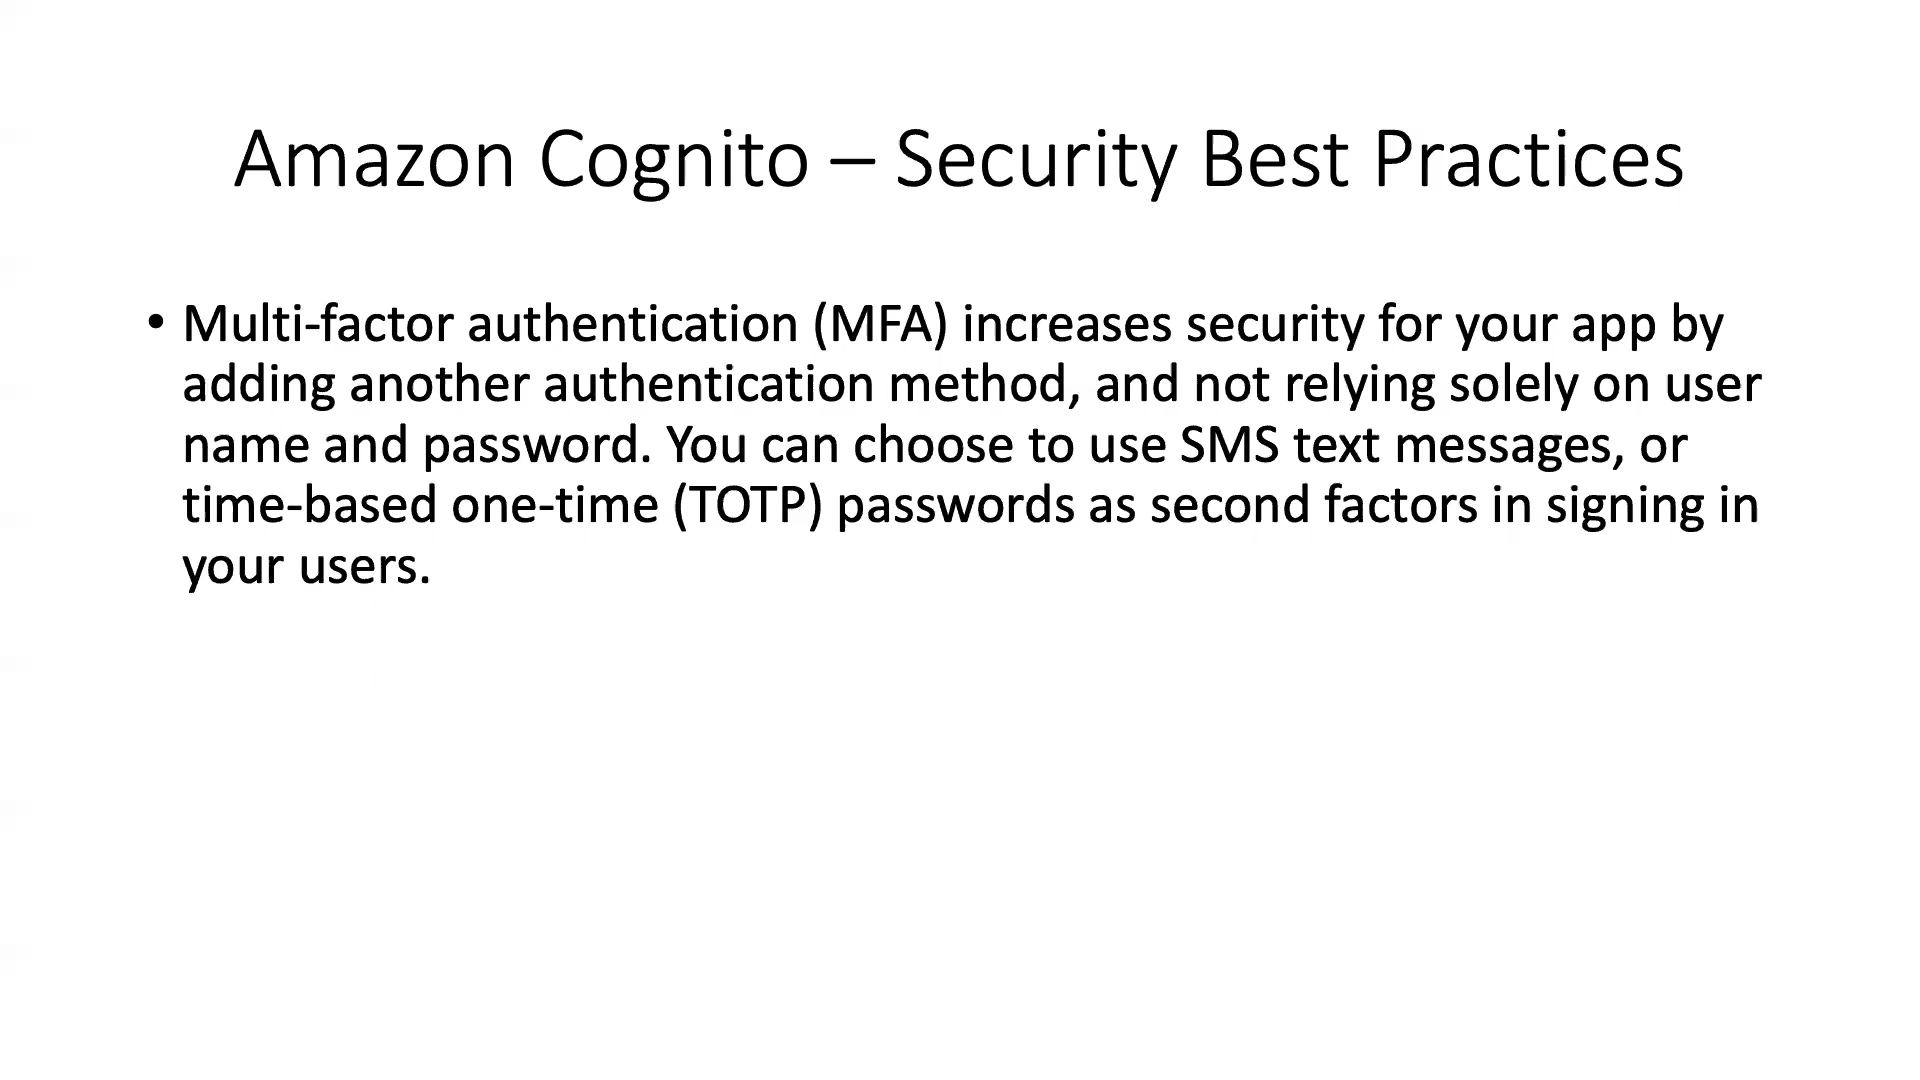 Amazon Cognito – Security Best Practices
• Multi-factor authentication (MFA) increases security for your app by
adding another authentication method, and not relying solely on user
name and password. You can choose to use SMS text messages, or
time-based one-time (TOTP) passwords as second factors in signing in
your users.